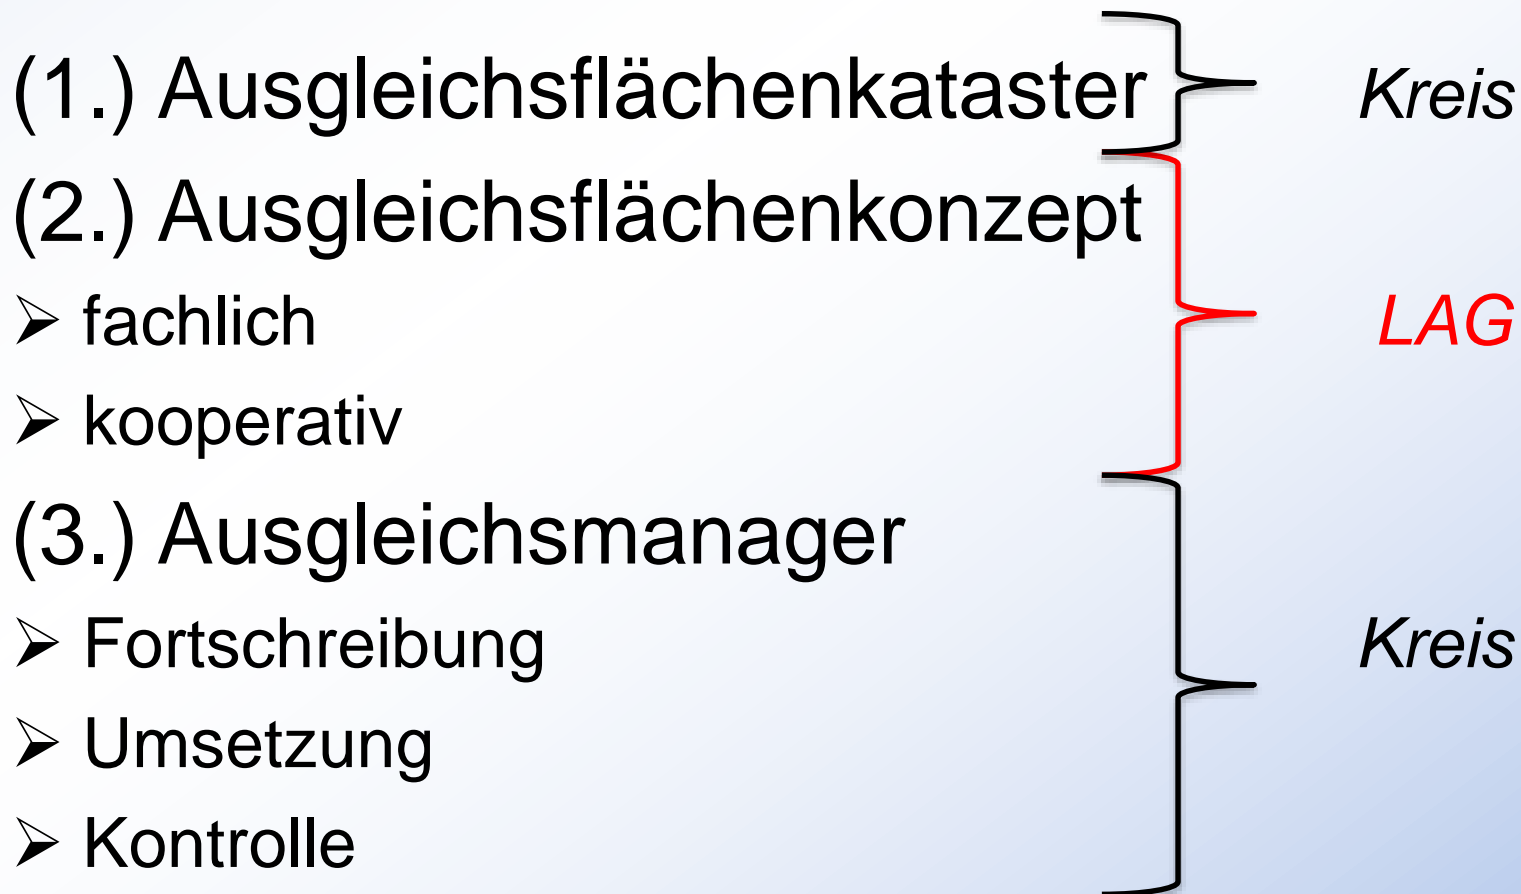 (1.) Ausgleichsflächenkataster Kreis
(2.) Ausgleichsflächenkonzept
➢ fachlich LAG
➢ kooperativ
(3.) Ausgleichsmanager
➢ Fortschreibung Kreis
➢ Umsetzung
➢ Kontrolle